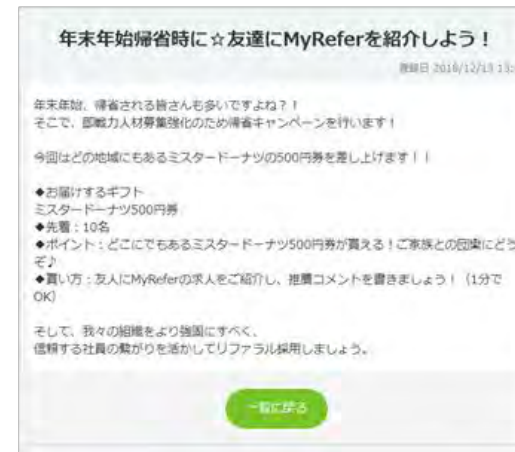 年末年始帰省時に☆友達にMyReferを紹介しよう！
登録日 2016/12/13 13:
年末年始、帰省される皆さんも多いですよね？！
そこで、即戦力人材募集強化のため帰省キャンペーンを行います！
今回はどの地域にもあるミスタードーナツの500円券を差し上げます！！
◆お届けするギフト
ミスタードーナツ500円券
◆先着：10名
◆ポイント：どこにでもあるミスタードーナツ500円券が貰える！ご家族との団欒にどう
ぞ♪
◆貰い方：友人にMyReferの求人をご紹介し、推薦コメントを書きましょう！（1分で
OK）
そして、我々の組織をより強固にすべく、
信頼する社員の繋がりを活かしてリファラル採用しましょう。
一覧に戻る